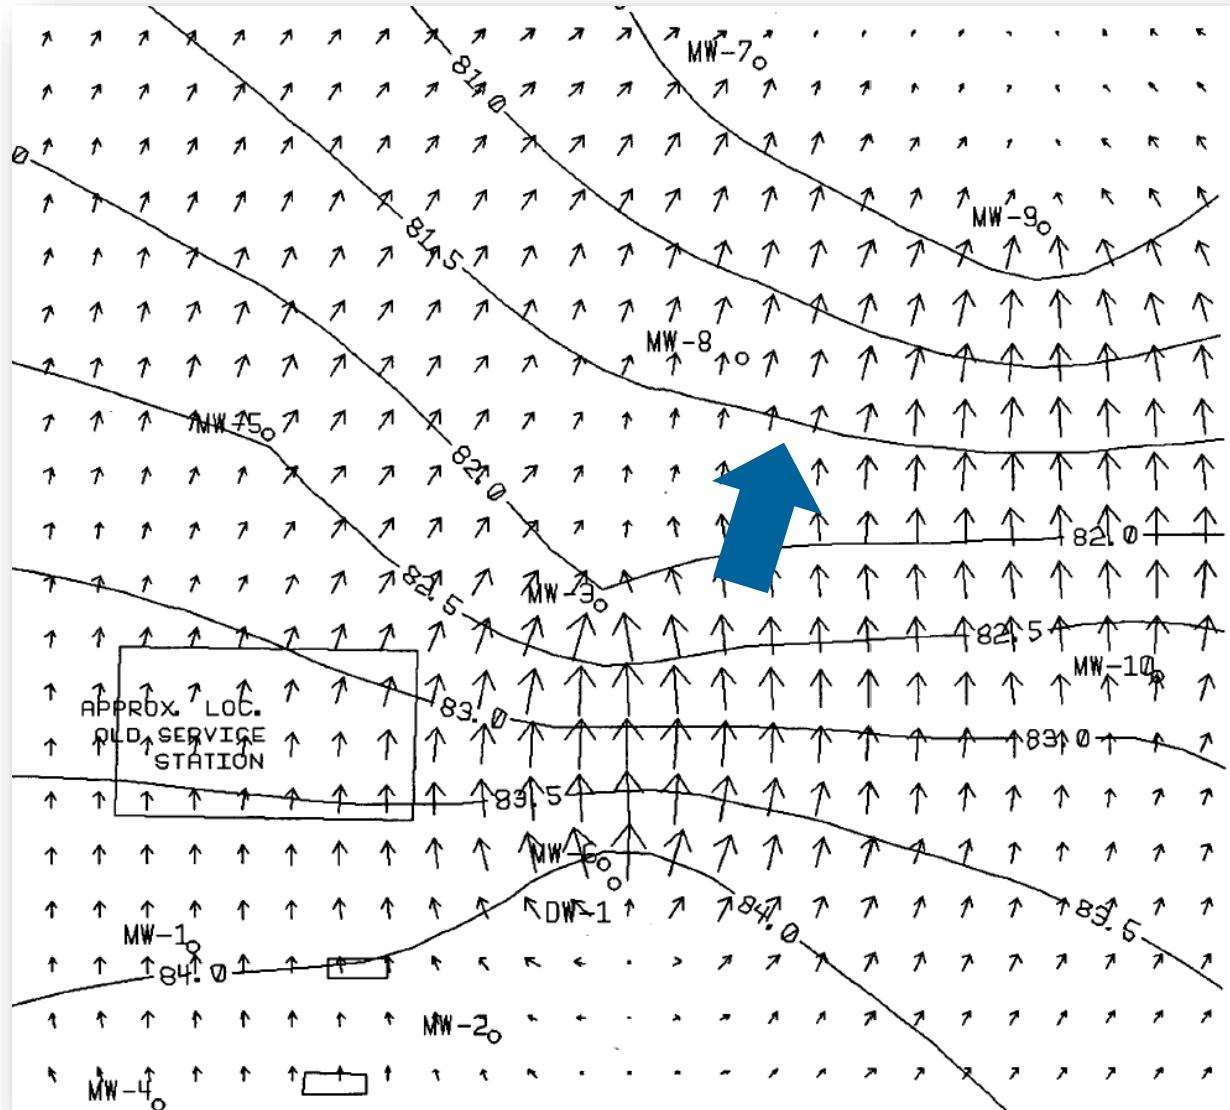 MW-7
81.0
0
MW-9
81.5
MW-8
MW-5
82.0
82.0
82.5
MW-3
82.5
MW-10
APPROX. LOC.
OLD SERVICE
STATION
83.0
83.0
83.5
MW-6
DW-1
84.0
83.5
MW-1
84.0
MW-2
MW-4